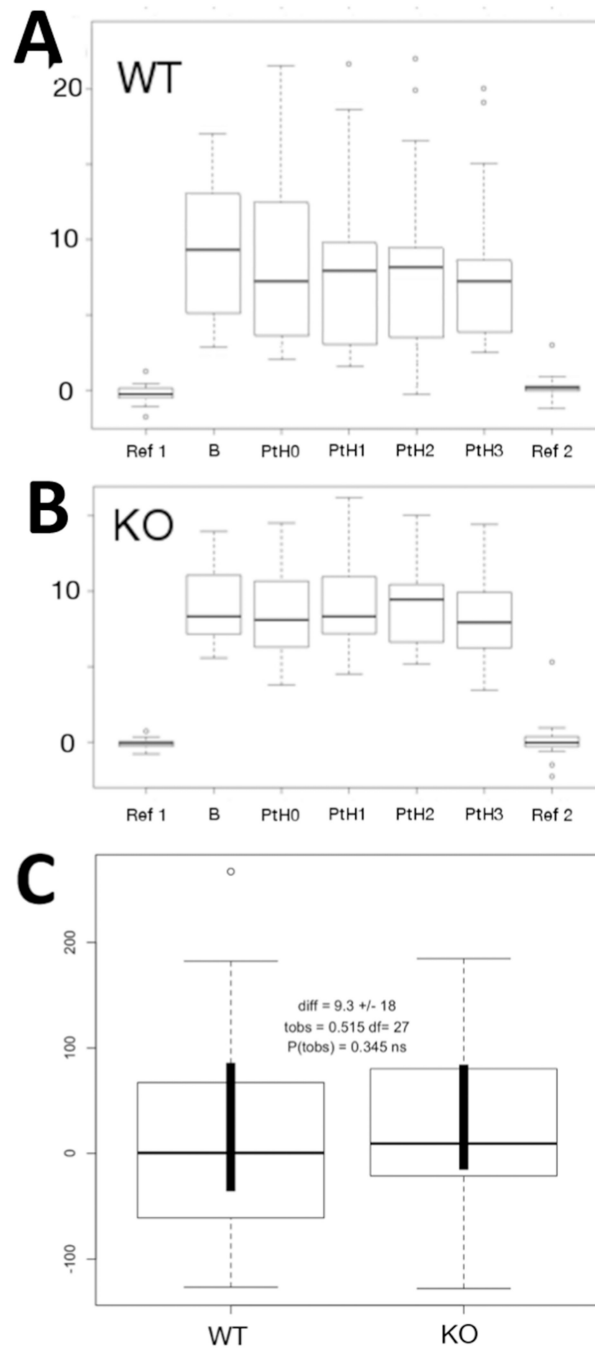 A
WT
20
10
0
Ref 1 B PtH0 PtH1 PtH2 PtH3 Ref 2
B
KO
10
0
Ref 1 B PtH0 PtH1 PtH2 PtH3 Ref 2
C
200
100
0
-100
diff = 9.3 +/- 18
tobs = 0.515 df= 27
P(tobs) = 0.345 ns
WT KO